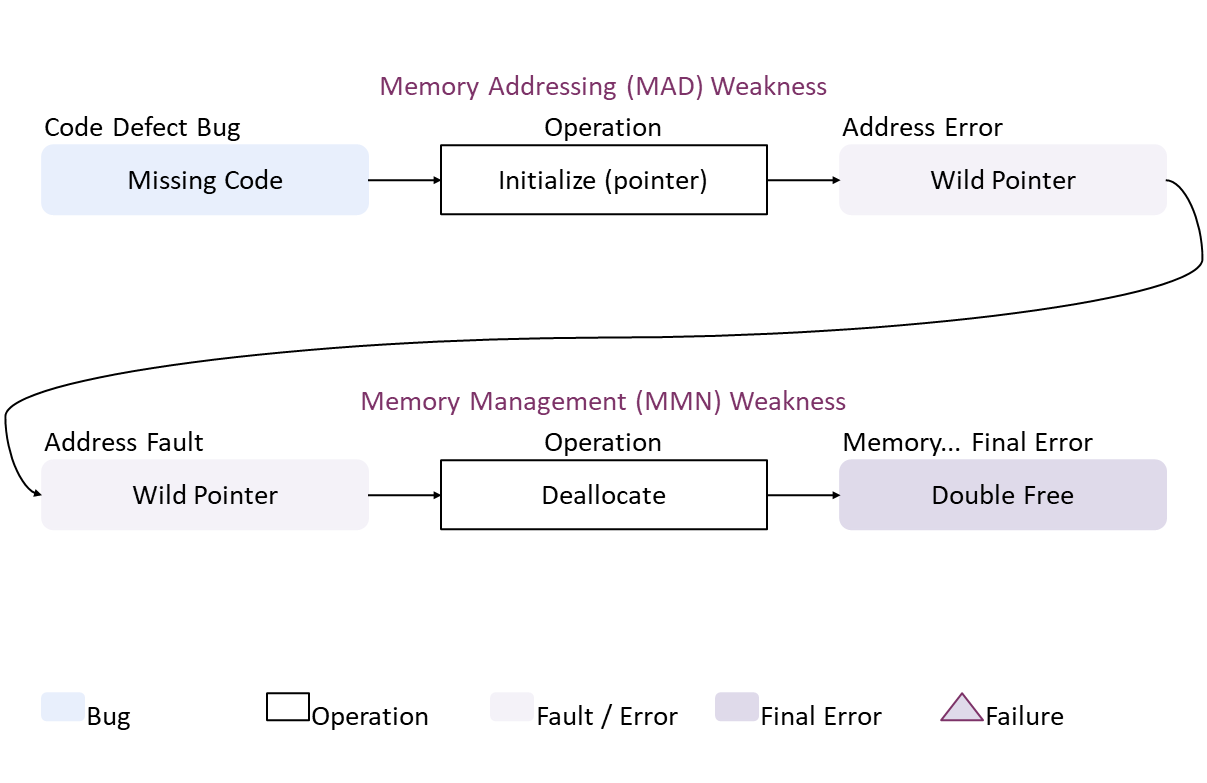 Memory Addressing (MAD) Weakness
Code Defect Bug
Operation
Address Error
Missing Code
Initialize (pointer)
Wild Pointer
Memory Management (MMN) Weakness
Address Fault
Operation
Memory... Final Error
Wild Pointer
Deallocate
Double Free
Bug
Operation
Fault / Error
Final Error
Failure